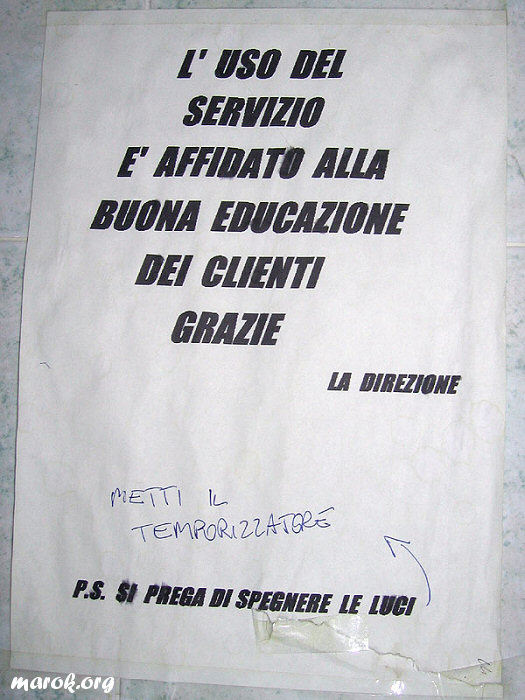 L' USO DEL
SERVIZIO
E' AFFIDATO ALLA
BUONA EDUCAZIONE
DEI CLIENTI
GRAZIE
LA DIREZIONE
METTI IL
TEMPORIZZATORE
P.S. SI PREGA DI SPEGNERE LE LUCI
marok.org